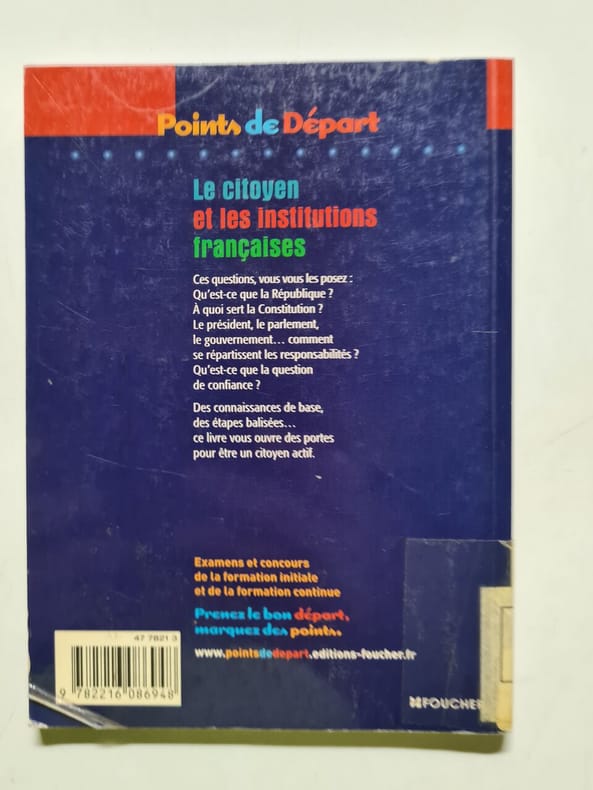 Points de Départ
Le citoyen
et les institutions
françaises
Ces questions, vous vous les posez :
Qu'est-ce que la République ?
À quoi sert la Constitution ?
Le président, le parlement,
le gouvernement... comment
se répartissent les responsabilités ?
Qu'est-ce que la question
de confiance ?
Des connaissances de base,
des étapes balisées...
ce livre vous ouvre des portes
pour être un citoyen actif.
Examens et concours
de la formation initiale
et de la formation continue
Prenez le bon départ,
marquez des points.
www.pointsdedepart.editions-foucher.fr
47 7821 3
9 782216 086948
FOUCHER